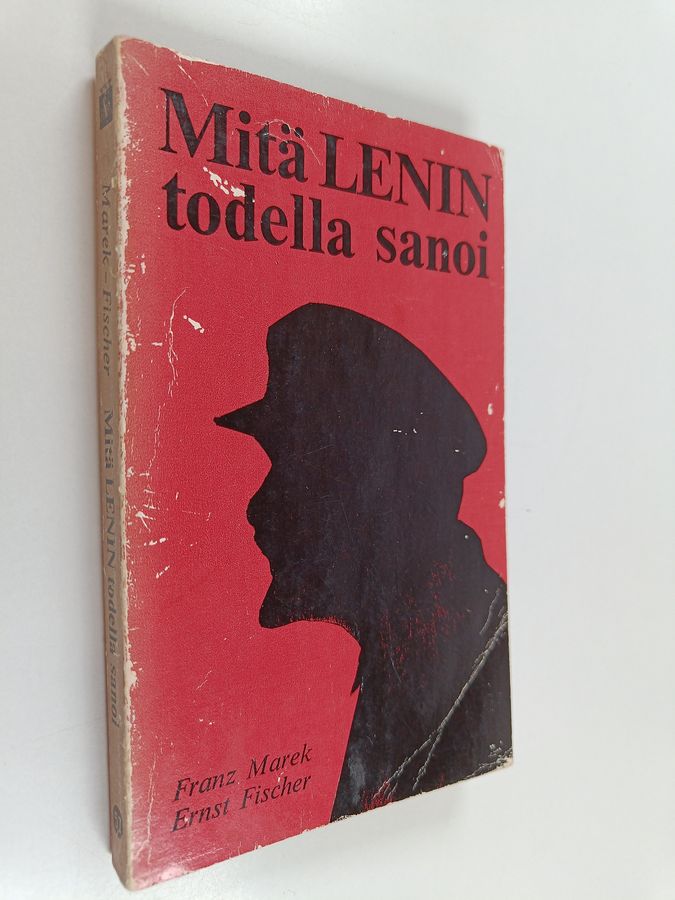 Mitä LENIN
todella sanoi
Franz Marek
Ernst Fischer
Marek–Fischer Mitä LENIN todella sanoi